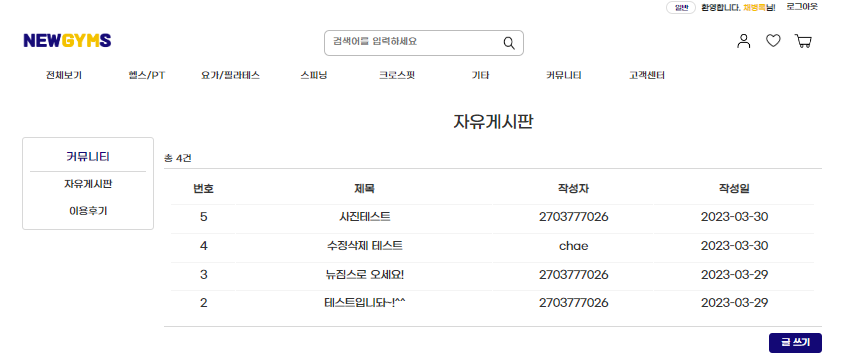 일반 환영합니다. 채병록님! 로그아웃
NEWGYMS
검색어를 입력하세요
전체보기 헬스/PT 요가/필라테스 스피닝 크로스핏 기타 커뮤니티 고객센터
자유게시판
커뮤니티
자유게시판
이용후기
총 4건
번호 제목 작성자 작성일
5 사진테스트 2703777026 2023-03-30
4 수정삭제 테스트 chae 2023-03-30
3 뉴짐스로 오세요! 2703777026 2023-03-29
2 테스트입니돠~!^^ 2703777026 2023-03-29
글 쓰기